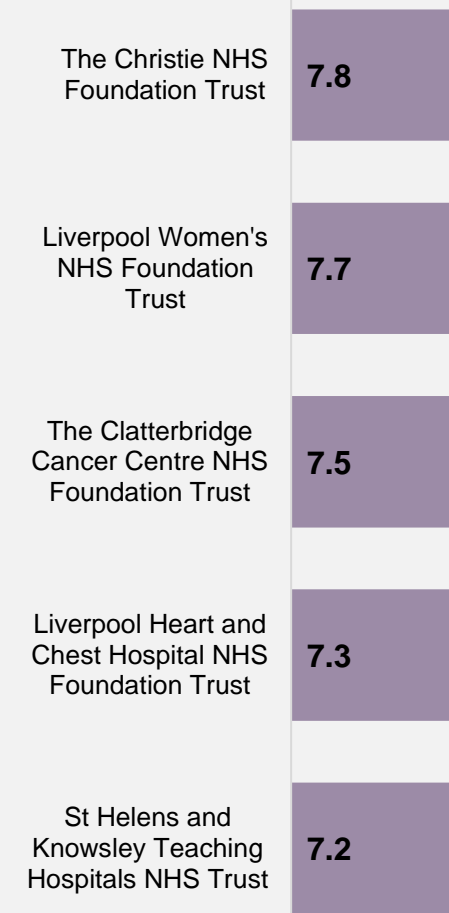 The Christie NHS
Foundation Trust
7.8
Liverpool Women's
NHS Foundation
Trust
7.7
The Clatterbridge
Cancer Centre NHS
Foundation Trust
7.5
Liverpool Heart and
Chest Hospital NHS
Foundation Trust
7.3
St Helens and
Knowsley Teaching
Hospitals NHS Trust
7.2